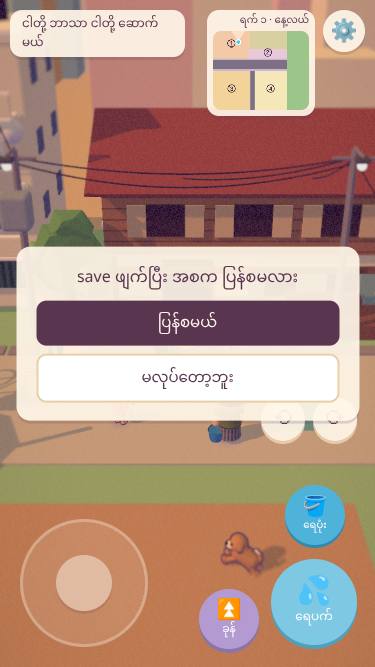 ငါတို့ ဘာသာ ငါတို့ ဆောက်
မယ်
ရက် ၁ · နေ့လယ်
①
②
③
④
save ဖျက်ပြီး အစက ပြန်စမလား
ပြန်စမယ်
မလုပ်တော့ဘူး
ရေပုံး
ရေပက်
ခုန်